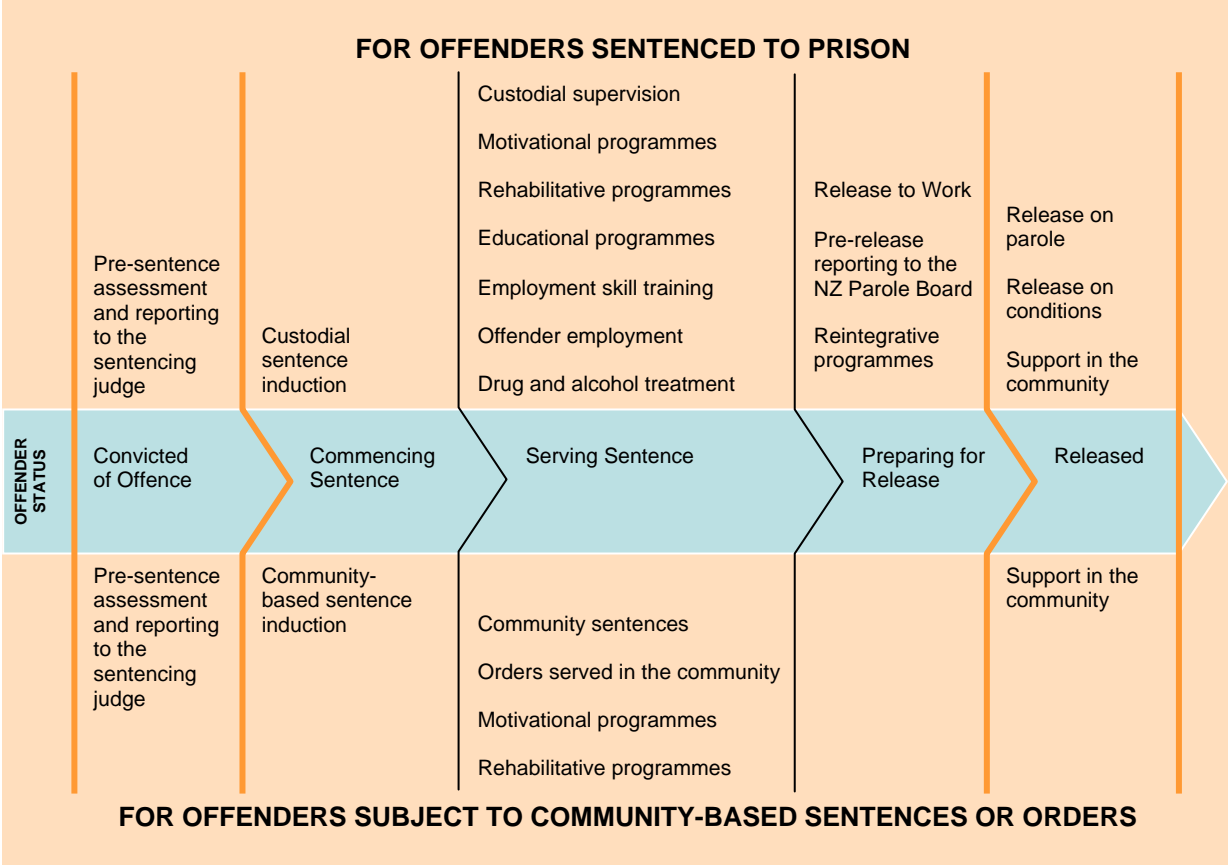 FOR OFFENDERS SENTENCED TO PRISON
Pre-sentence
assessment
and reporting
to the
sentencing
judge
Custodial
sentence
induction
Custodial supervision
Motivational programmes
Rehabilitative programmes
Educational programmes
Employment skill training
Offender employment
Drug and alcohol treatment
Release to Work
Pre-release
reporting to the
NZ Parole Board
Reintegrative
programmes
Release on
parole
Release on
conditions
Support in the
community
OFFENDER
STATUS
Convicted
of Offence
Commencing
Sentence
Serving Sentence
Preparing for
Release
Released
Pre-sentence
assessment
and reporting
to the
sentencing
judge
Community-
based sentence
induction
Community sentences
Orders served in the community
Motivational programmes
Rehabilitative programmes
Support in the
community
FOR OFFENDERS SUBJECT TO COMMUNITY-BASED SENTENCES OR ORDERS